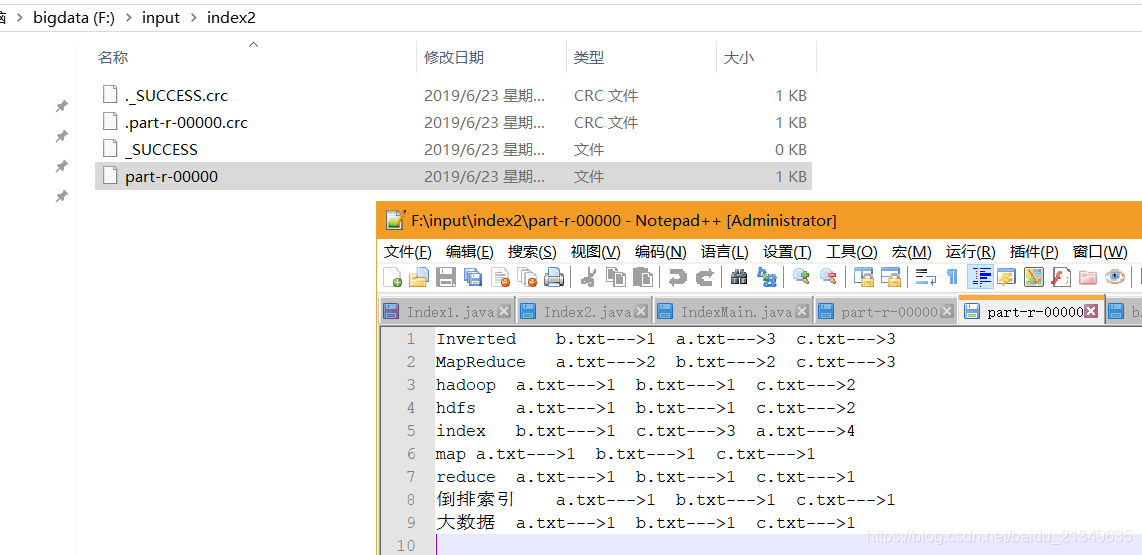 bigdata (F:) > input > index2
名称 修改日期 类型 大小
._SUCCESS.crc 2019/6/23 星期... CRC 文件 1 KB
.part-r-00000.crc 2019/6/23 星期... CRC 文件 1 KB
_SUCCESS 2019/6/23 星期... 文件 0 KB
part-r-00000 2019/6/23 星期... 文件 1 KB
F:\input\index2\part-r-00000 - Notepad++ [Administrator]
文件(F) 编辑(E) 搜索(S) 视图(V) 编码(N) 语言(L) 设置(T) 工具(O) 宏(M) 运行(R) 插件(P) 窗口(W)
Index1.java Index2.java IndexMain.java part-r-00000 part-r-00000 b.
1 Inverted b.txt--->1 a.txt--->3 c.txt--->3
2 MapReduce a.txt--->2 b.txt--->2 c.txt--->3
3 hadoop a.txt--->1 b.txt--->1 c.txt--->2
4 hdfs a.txt--->1 b.txt--->1 c.txt--->2
5 index b.txt--->1 c.txt--->3 a.txt--->4
6 map a.txt--->1 b.txt--->1 c.txt--->1
7 reduce a.txt--->1 b.txt--->1 c.txt--->1
8 倒排索引 a.txt--->1 b.txt--->1 c.txt--->1
9 大数据 a.txt--->1 b.txt--->1 c.txt--->1
10
https://blog.csdn.net/baidu_21349635